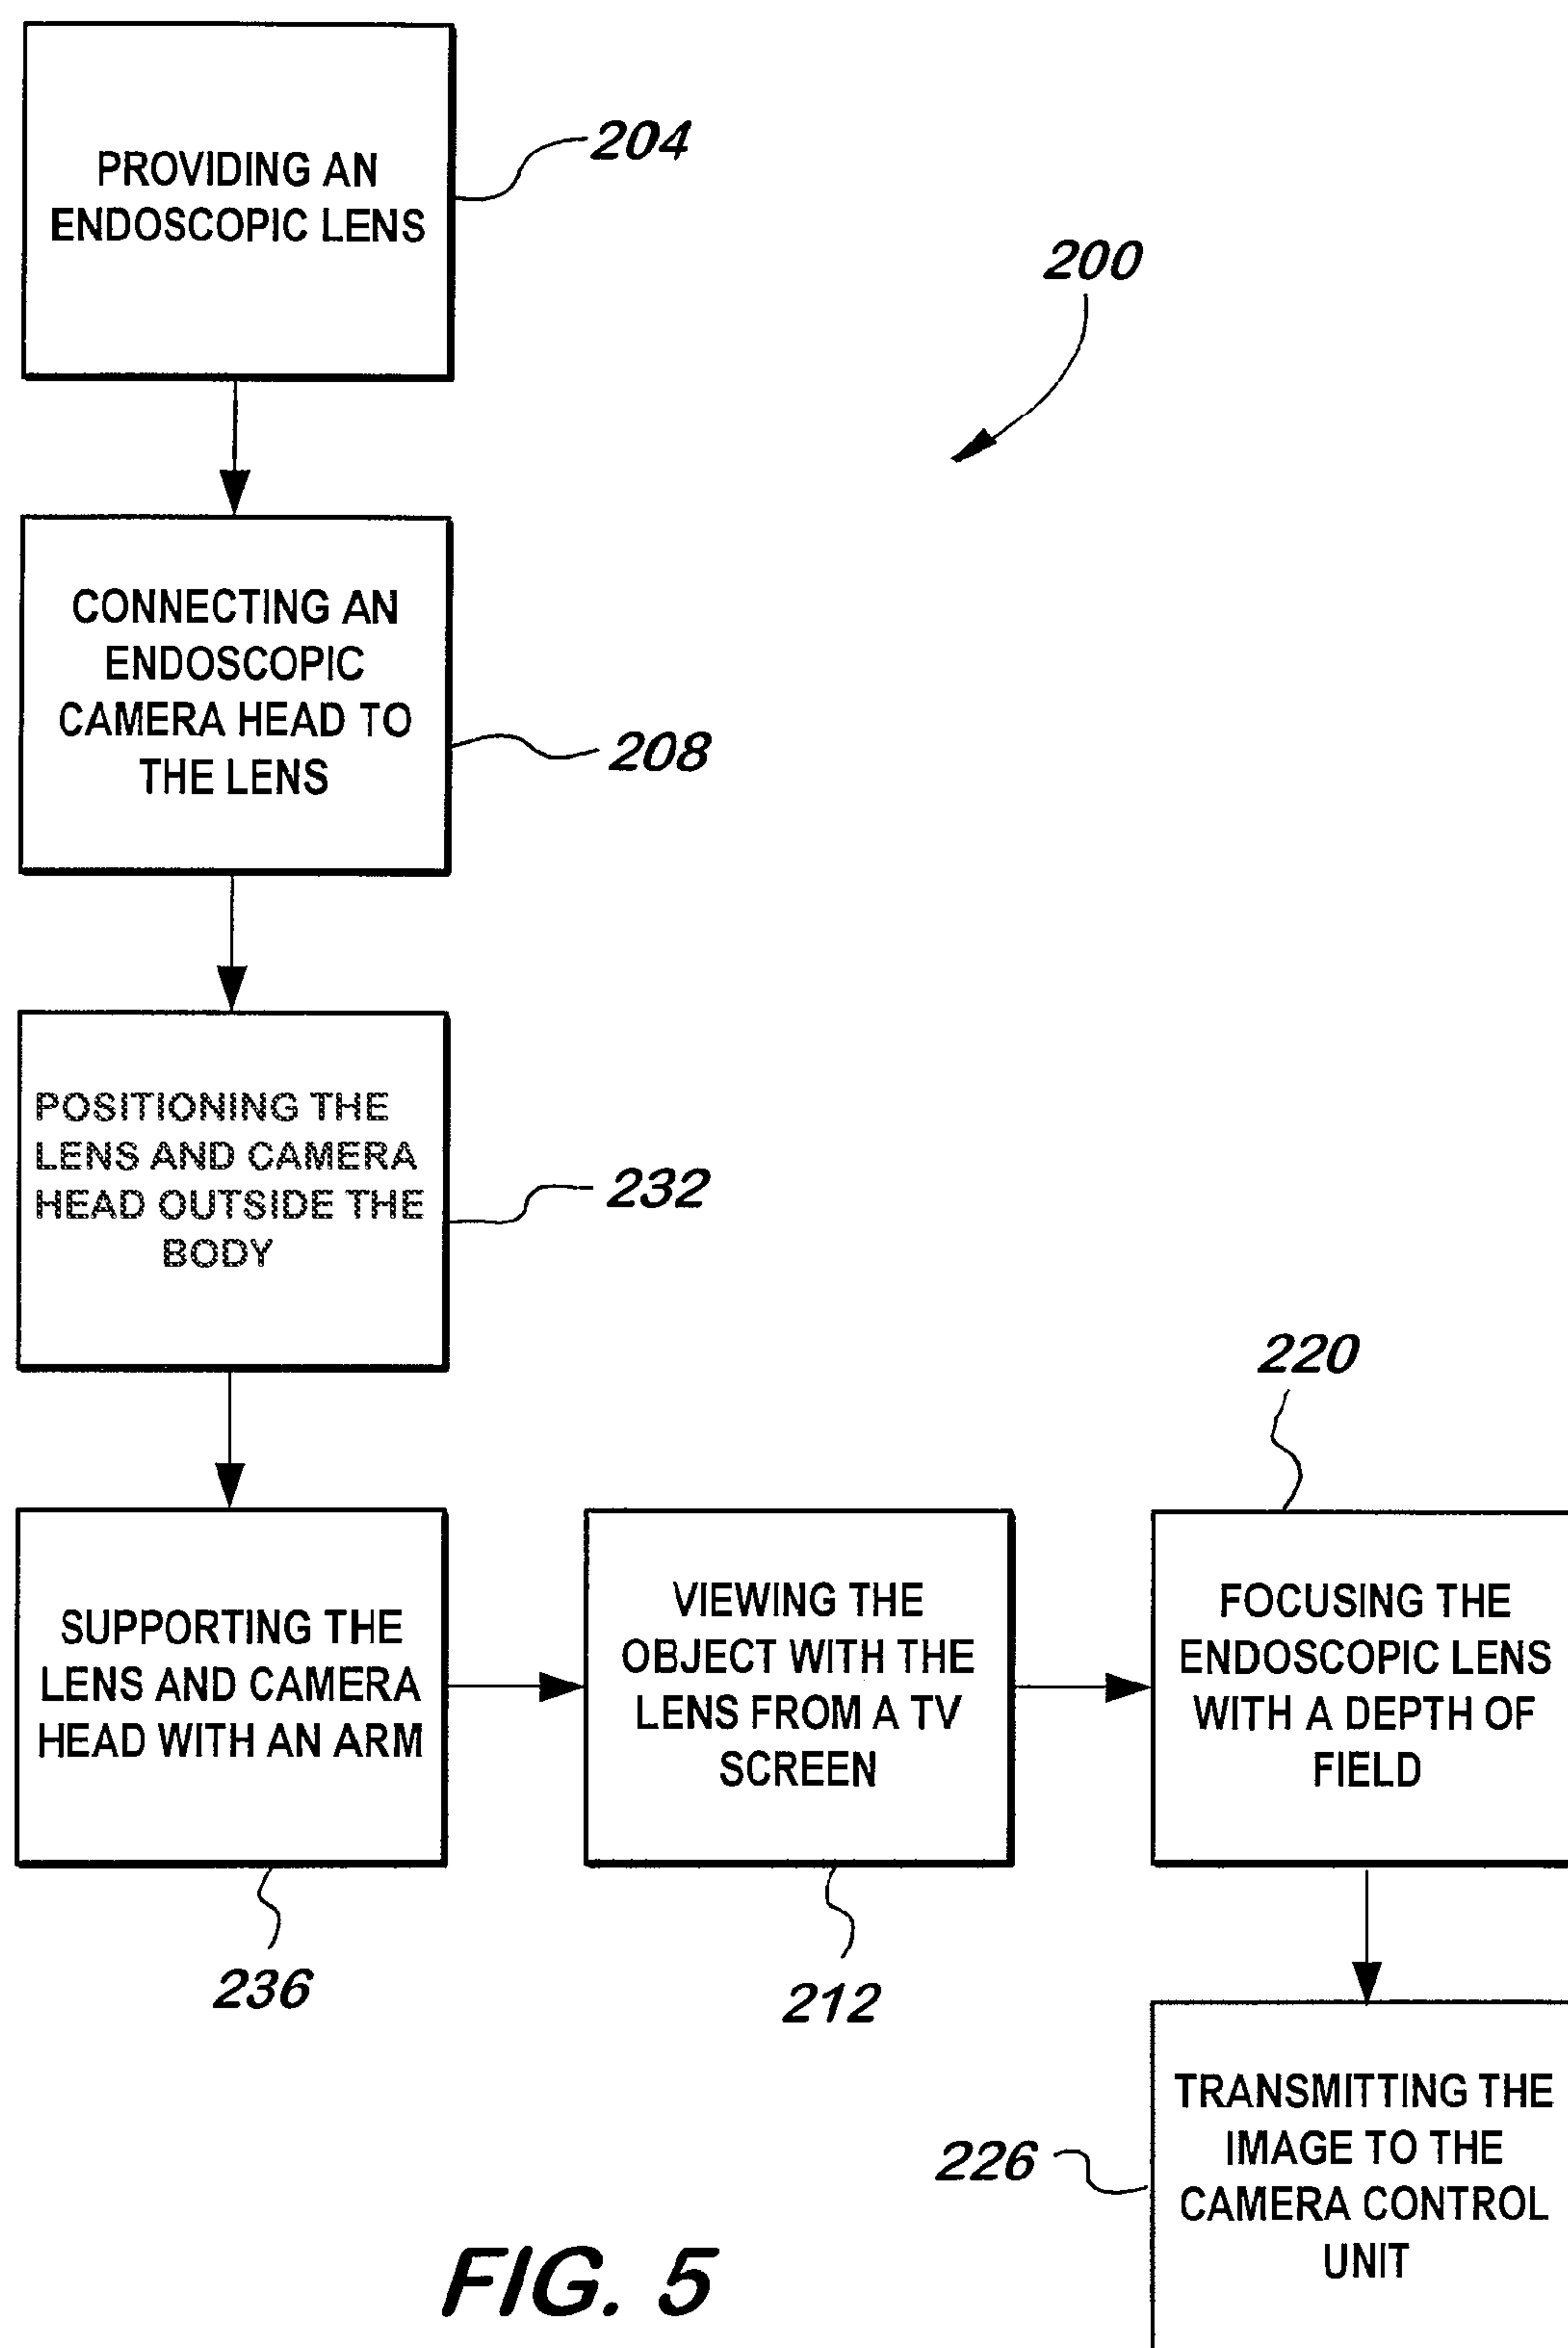 PROVIDING AN
ENDOSCOPIC LENS
204
200
CONNECTING AN
ENDOSCOPIC
CAMERA HEAD TO
THE LENS
208
POSITIONING THE
LENS AND CAMERA
HEAD OUTSIDE THE
BODY
232
SUPPORTING THE
LENS AND CAMERA
HEAD WITH AN ARM
236
VIEWING THE
OBJECT WITH THE
LENS FROM A TV
SCREEN
212
220
FOCUSING THE
ENDOSCOPIC LENS
WITH A DEPTH OF
FIELD
TRANSMITTING THE
IMAGE TO THE
CAMERA CONTROL
UNIT
226
FIG. 5